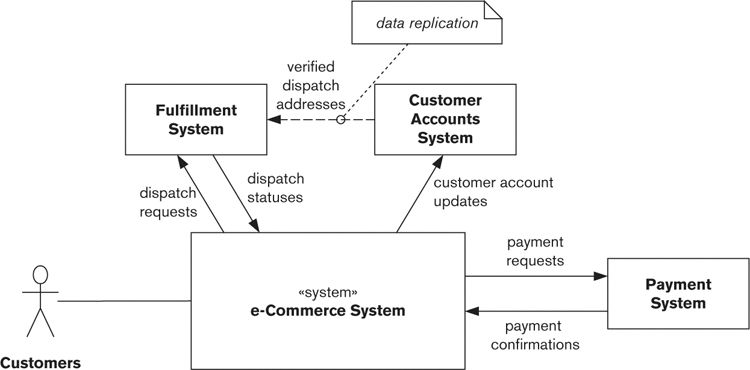 data replication
verified
dispatch
addresses
Fulfillment
System
Customer
Accounts
System
dispatch
requests
dispatch
statuses
customer account
updates
«system»
e-Commerce System
payment
requests
Payment
System
payment
confirmations
Customers